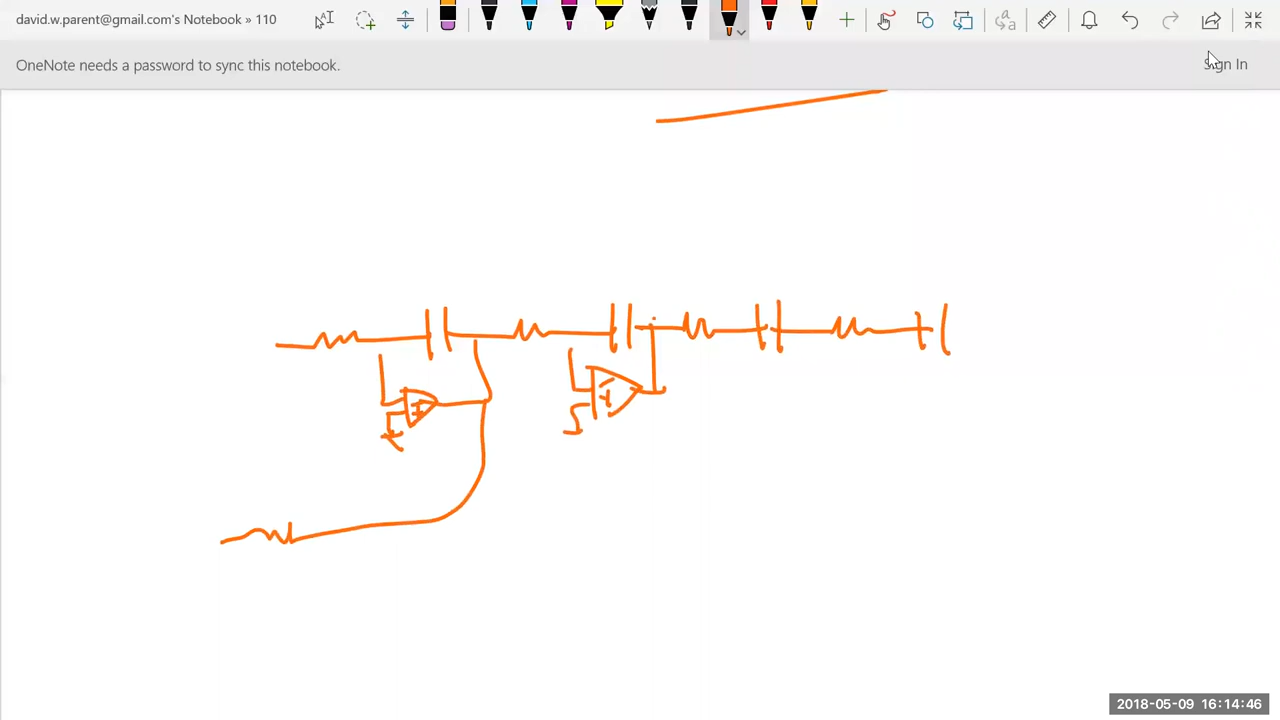 david.w.parent@gmail.com's Notebook » 110
OneNote needs a password to sync this notebook.
Sign In
2018-05-09 16:14:46